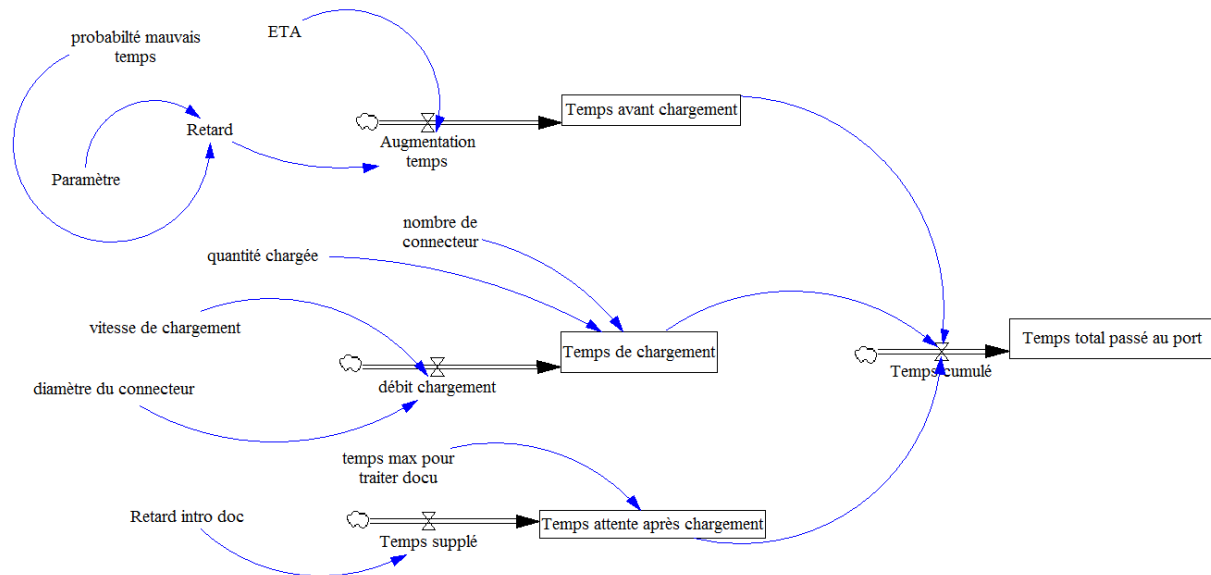 ETA
probabilté mauvais
temps
Temps avant chargement
Retard
Augmentation
temps
Paramètre
nombre de
connecteur
quantité chargée
vitesse de chargement
Temps de chargement
Temps total passé au port
Temps cumulé
diamètre du connecteur
débit chargement
temps max pour
traiter docu
Retard intro doc
Temps attente après chargement
Temps supplé